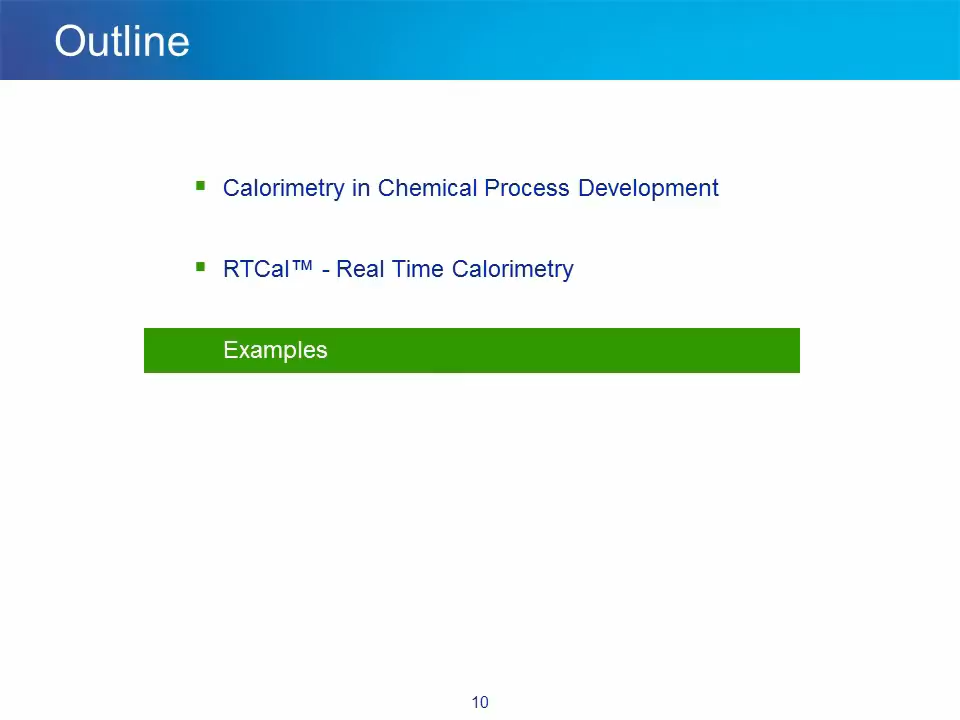 Outline
Calorimetry in Chemical Process Development
RTCal™ - Real Time Calorimetry
Examples
10